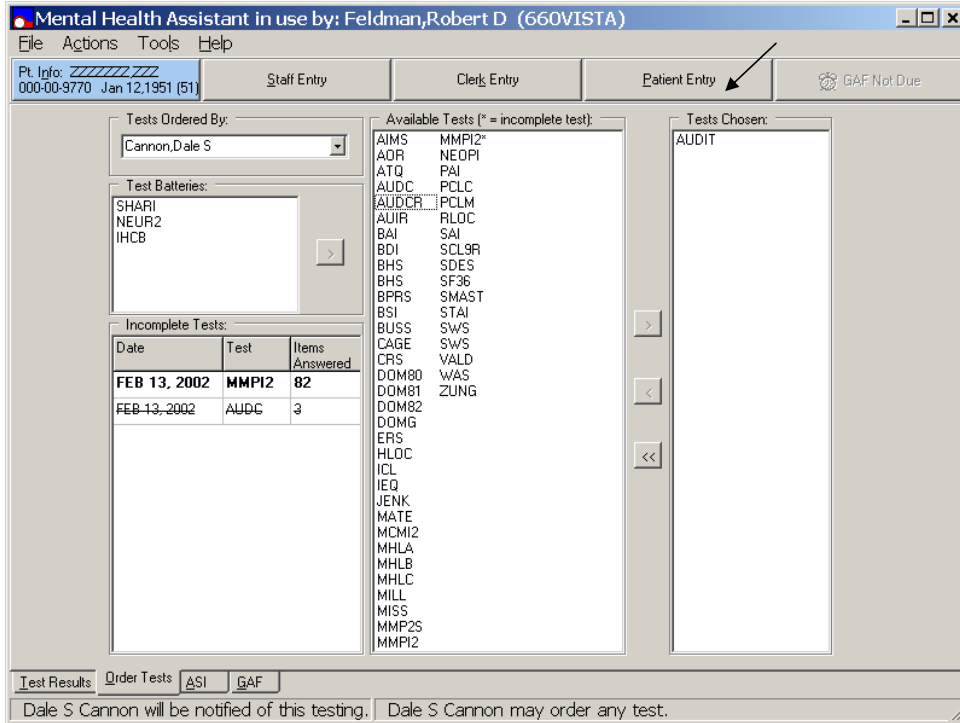 Mental Health Assistant in use by: Feldman,Robert D (660VISTA)
File Actions Tools Help
Pt. Info: ZZZZZZZ,ZZZ
000-00-9770 Jan 12,1951 (51)
Staff Entry
Clerk Entry
Patient Entry
GAF Not Due
Tests Ordered By:
Cannon,Dale S
Test Batteries:
SHARI
NEUR2
IHCB
>
Incomplete Tests:
Date Test Items Answered
FEB 13, 2002 MMPI2 82
FEB 13, 2002 AUDC 3
Available Tests (* = incomplete test):
AIMS MMPI2*
AOR NEOPI
ATQ PAI
AUDC PCLC
AUDCR PCLM
AUIR RLOC
BAI SAI
BDI SCL9R
BHS SDES
BHS SF36
BPRS SMAST
BSI STAI
BUSS SWS
CAGE SWS
CRS VALD
DOM80 WAS
DOM81 ZUNG
DOM82
DOMG
ERS
HLOC
ICL
IEQ
JENK
MATE
MCMI2
MHLA
MHLB
MHLC
MILL
MISS
MMP2S
MMPI2
>
<
<<
Tests Chosen:
AUDIT
Test Results Order Tests ASI GAF
Dale S Cannon will be notified of this testing. Dale S Cannon may order any test.